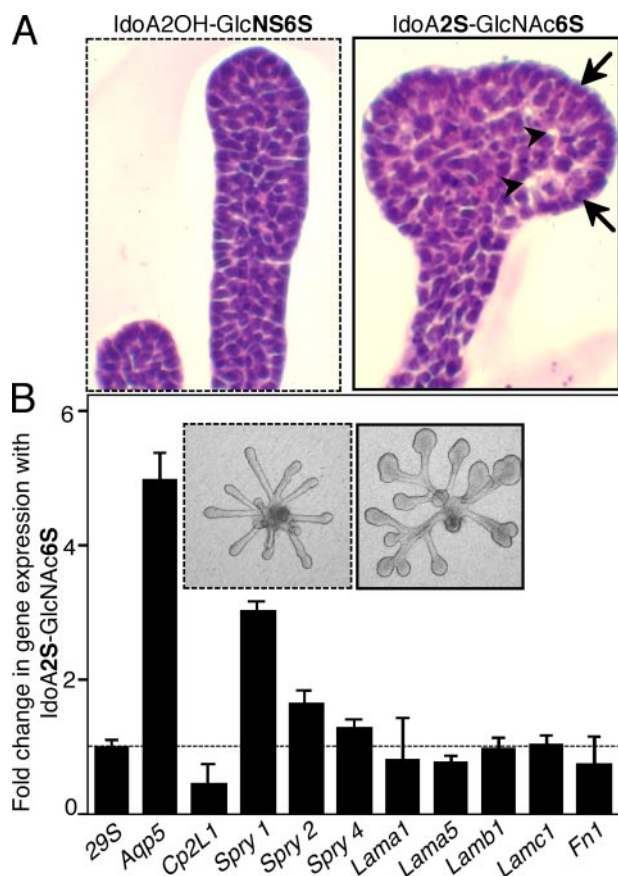 A
IdoA2OH-GlcNS6S
IdoA2S-GlcNAc6S
B
Fold change in gene expression with
IdoA2S-GlcNAc6S
6
4
2
0
29S
Aqp5
Cp2L1
Spry 1
Spry 2
Spry 4
Lama1
Lama5
Lamb1
Lamc1
Fn1